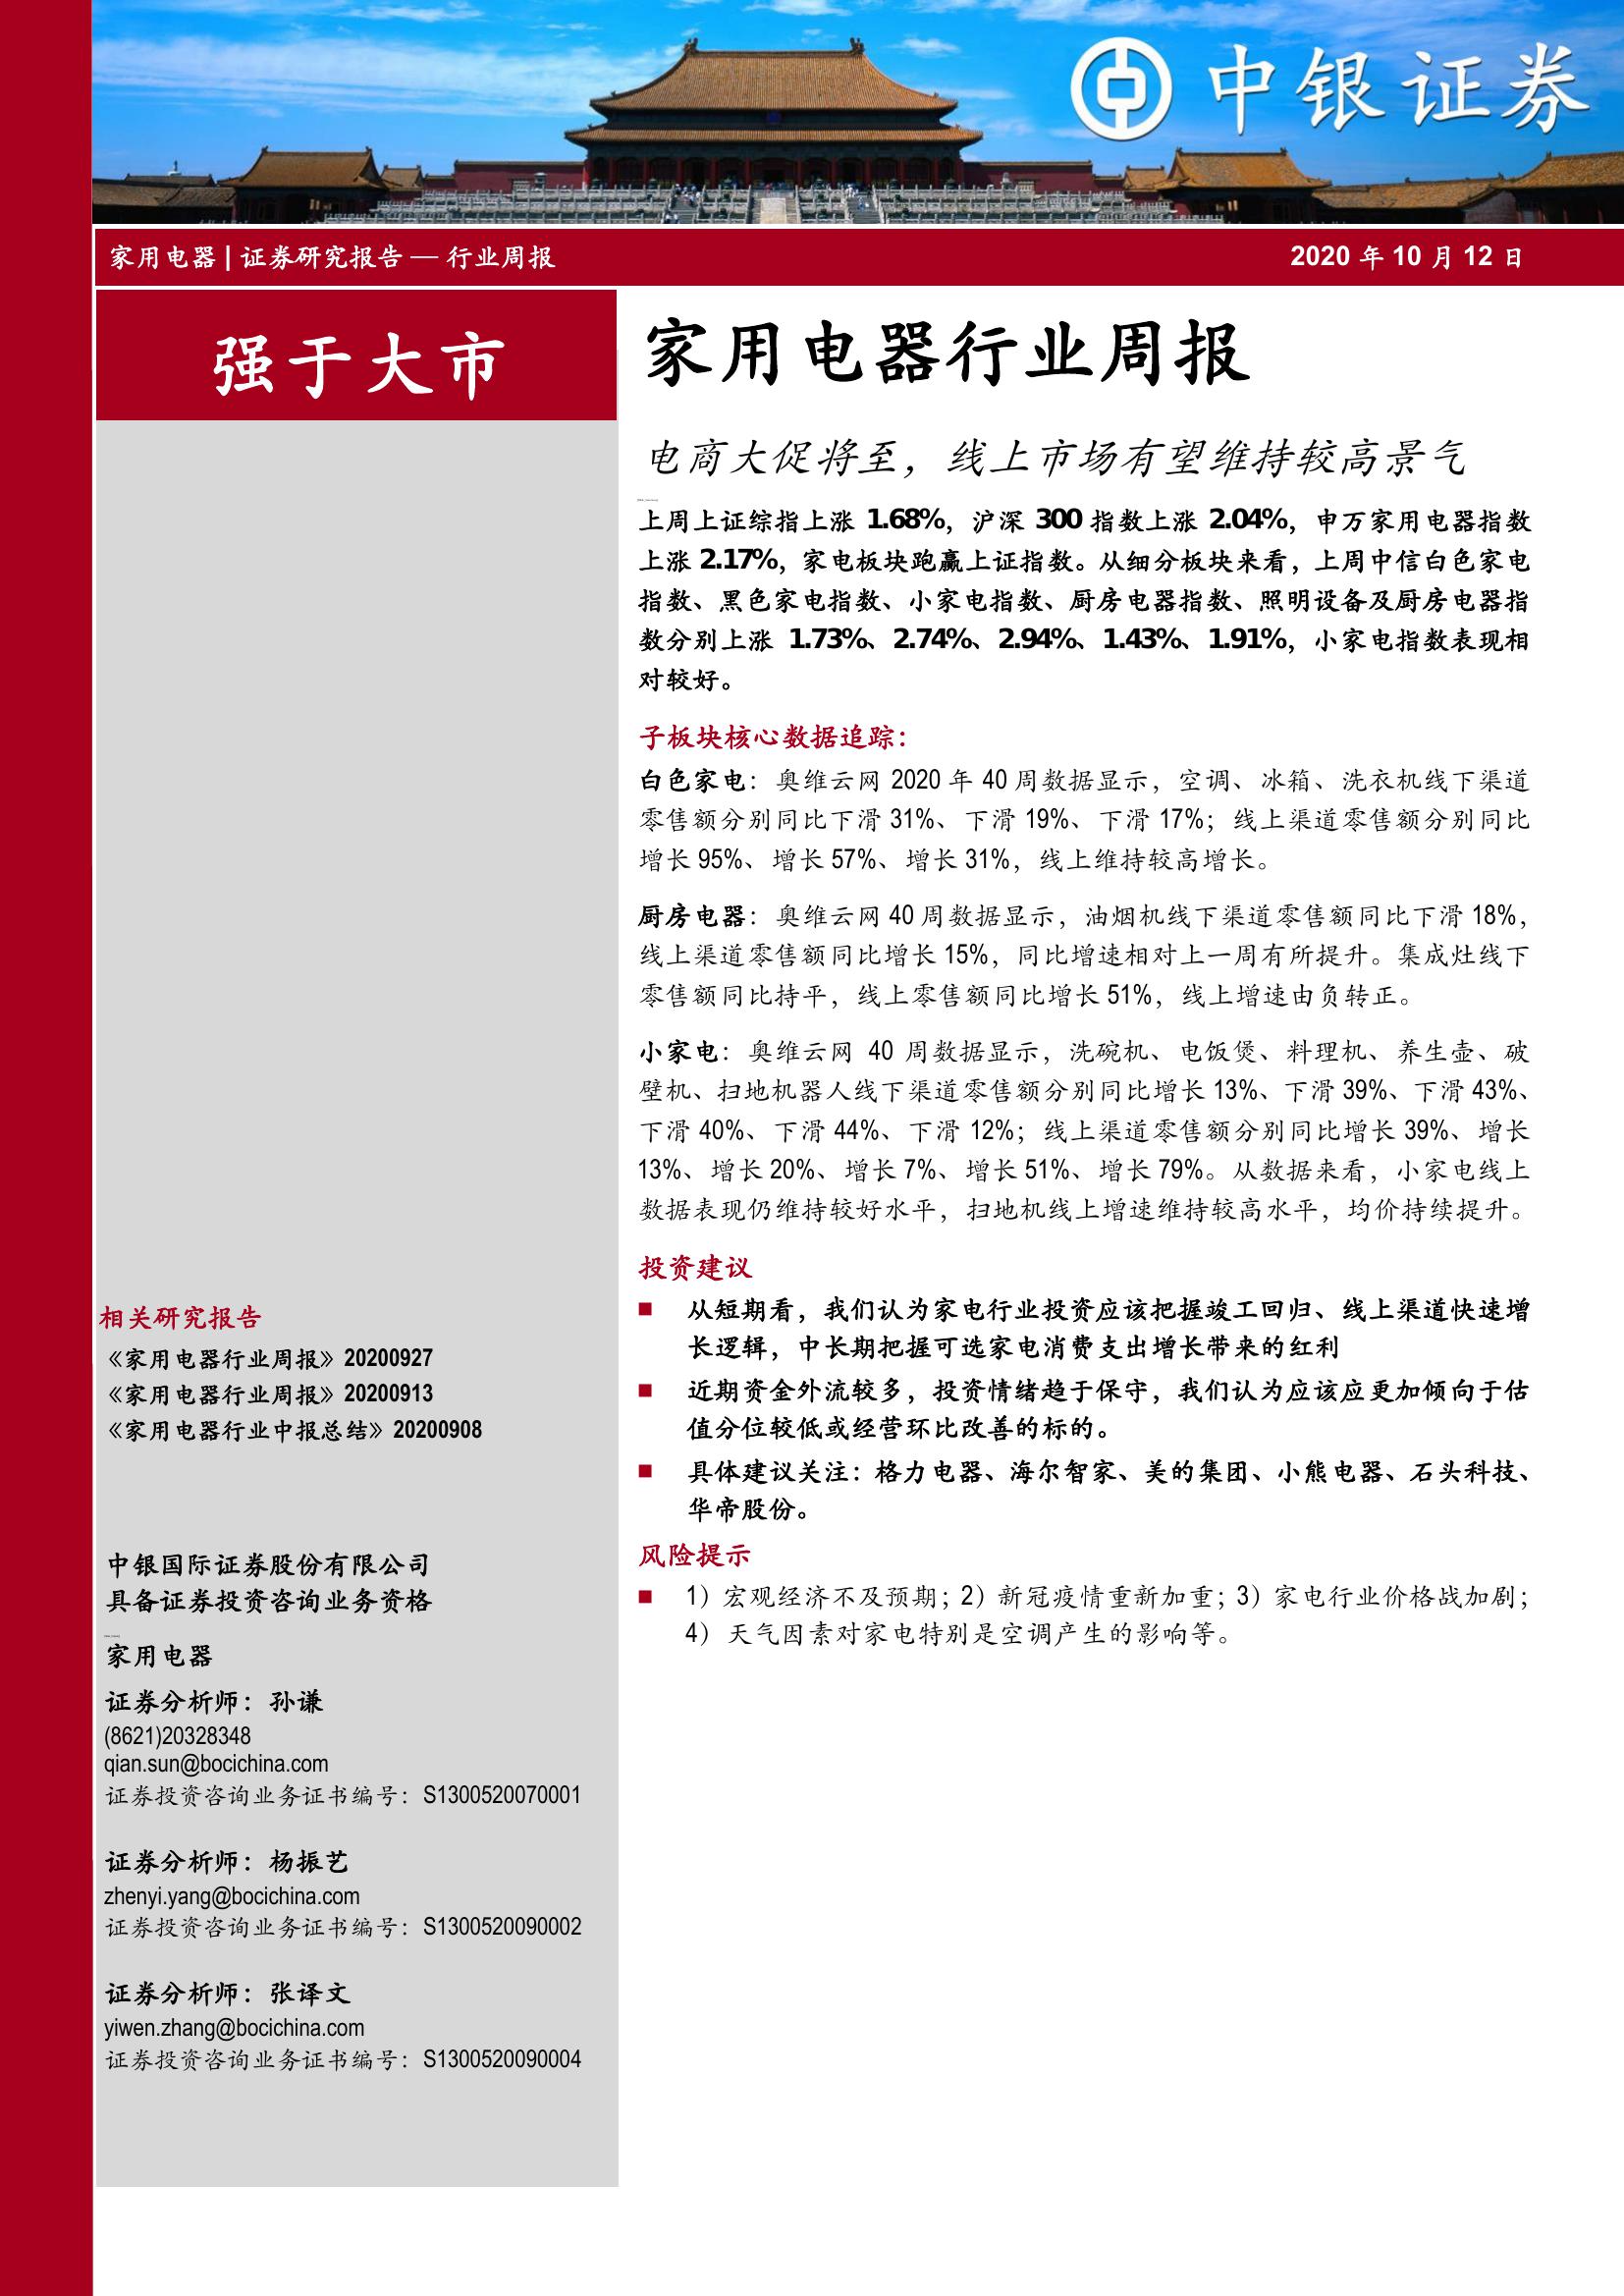 中银证券
家用电器 | 证券研究报告 — 行业周报
2020 年 10 月 12 日
强于大市
家用电器行业周报
电商大促将至，线上市场有望维持较高景气
上周上证综指上涨 1.68%，沪深 300 指数上涨 2.04%，申万家用电器指数
上涨 2.17%，家电板块跑赢上证指数。从细分板块来看，上周中信白色家电
指数、黑色家电指数、小家电指数、厨房电器指数、照明设备及厨房电器指
数分别上涨 1.73%、2.74%、2.94%、1.43%、1.91%，小家电指数表现相
对较好。
子板块核心数据追踪：
白色家电：奥维云网 2020 年 40 周数据显示，空调、冰箱、洗衣机线下渠道
零售额分别同比下滑 31%、下滑 19%、下滑 17%；线上渠道零售额分别同比
增长 95%、增长 57%、增长 31%，线上维持较高增长。
厨房电器：奥维云网 40 周数据显示，油烟机线下渠道零售额同比下滑 18%，
线上渠道零售额同比增长 15%，同比增速相对上一周有所提升。集成灶线下
零售额同比持平，线上零售额同比增长 51%，线上增速由负转正。
小家电：奥维云网 40 周数据显示，洗碗机、电饭煲、料理机、养生壶、破
壁机、扫地机器人线下渠道零售额分别同比增长 13%、下滑 39%、下滑 43%、
下滑 40%、下滑 44%、下滑 12%；线上渠道零售额分别同比增长 39%、增长
13%、增长 20%、增长 7%、增长 51%、增长 79%。从数据来看，小家电线上
数据表现仍维持较好水平，扫地机线上增速维持较高水平，均价持续提升。
投资建议
■ 从短期看，我们认为家电行业投资应该把握竣工回归、线上渠道快速增
长逻辑，中长期把握可选家电消费支出增长带来的红利
■ 近期资金外流较多，投资情绪趋于保守，我们认为应该应更加倾向于估
值分位较低或经营环比改善的标的。
■ 具体建议关注：格力电器、海尔智家、美的集团、小熊电器、石头科技、
华帝股份。
风险提示
■ 1）宏观经济不及预期；2）新冠疫情重新加重；3）家电行业价格战加剧；
4）天气因素对家电特别是空调产生的影响等。
相关研究报告
《家用电器行业周报》20200927
《家用电器行业周报》20200913
《家用电器行业中报总结》20200908
中银国际证券股份有限公司
具备证券投资咨询业务资格
家用电器
证券分析师：孙谦
(8621)20328348
qian.sun@bocichina.com
证券投资咨询业务证书编号：S1300520070001
证券分析师：杨振艺
zhenyi.yang@bocichina.com
证券投资咨询业务证书编号：S1300520090002
证券分析师：张译文
yiwen.zhang@bocichina.com
证券投资咨询业务证书编号：S1300520090004